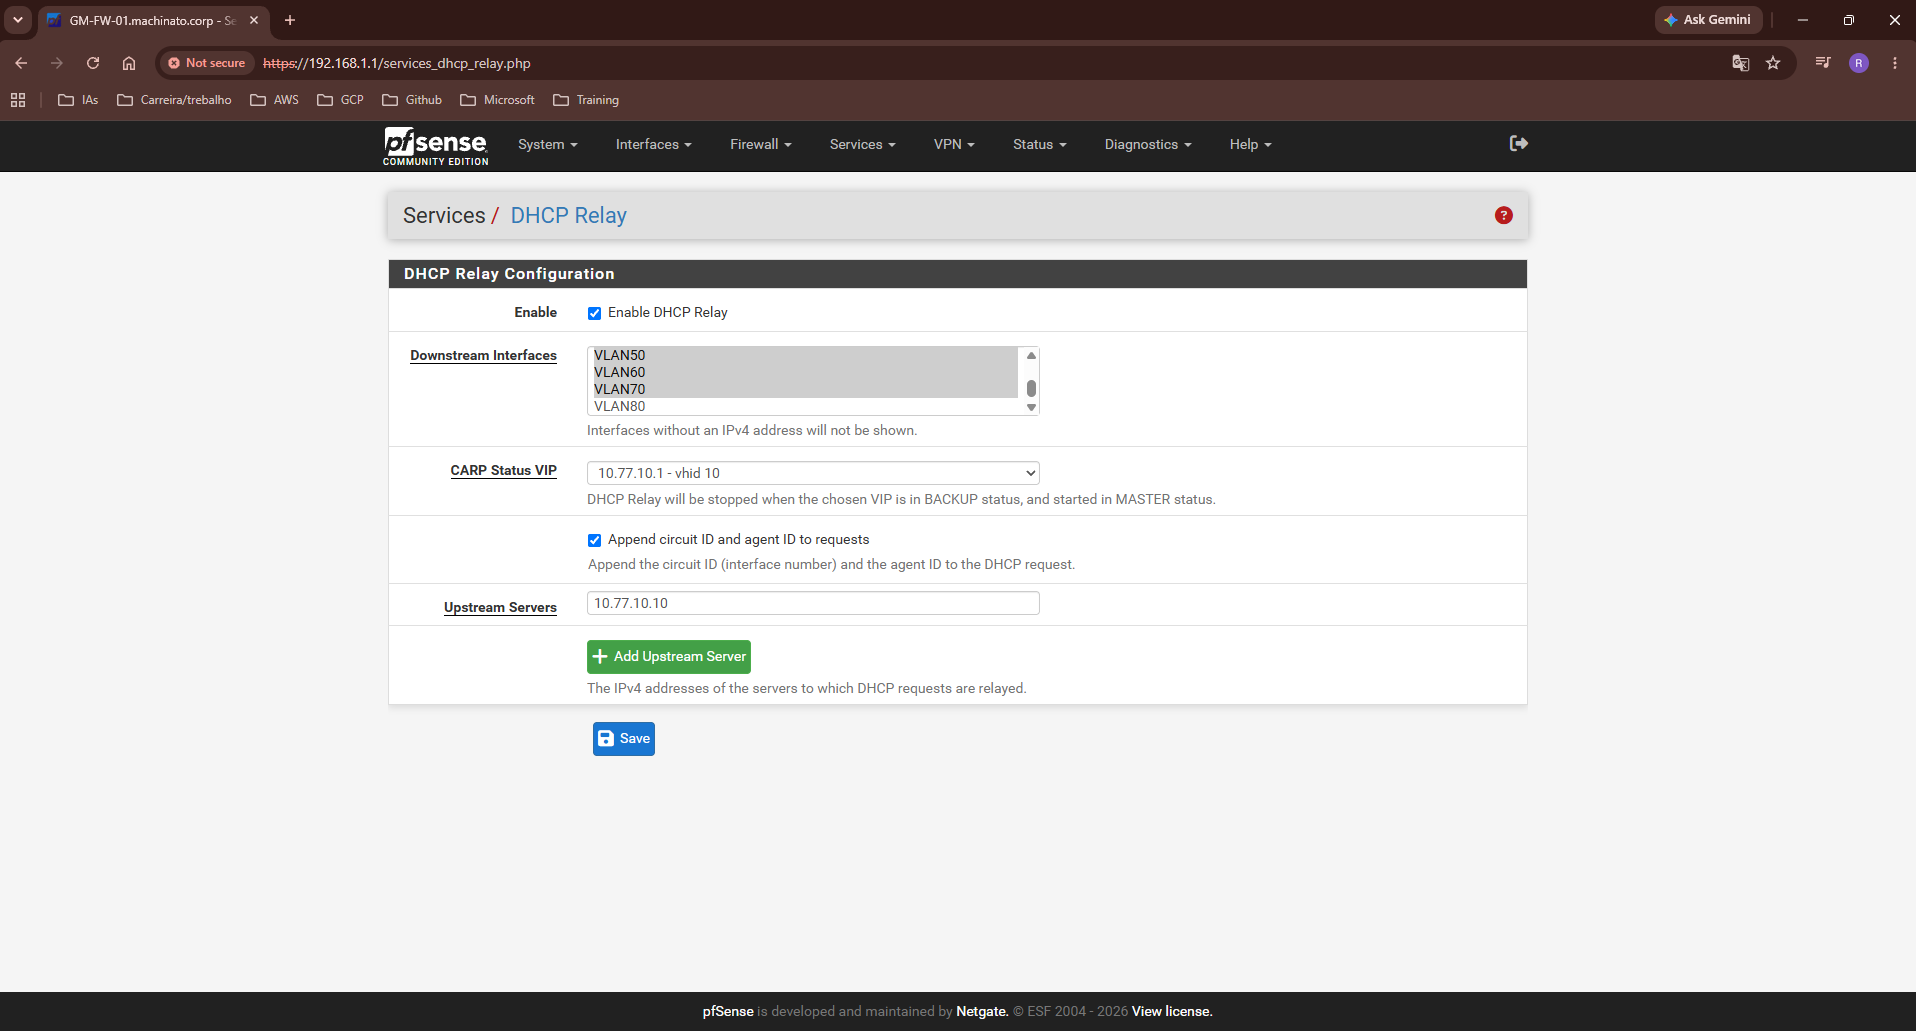 GM-FW-01.machinato.corp - Se
Ask Gemini
Not secure
https://192.168.1.1/services_dhcp_relay.php
R
IAs
Carreira/trebalho
AWS
GCP
Github
Microsoft
Training
pfsense
COMMUNITY EDITION
System
Interfaces
Firewall
Services
VPN
Status
Diagnostics
Help
Services / DHCP Relay
?
DHCP Relay Configuration
Enable
Enable DHCP Relay
Downstream Interfaces
VLAN50
VLAN60
VLAN70
VLAN80
Interfaces without an IPv4 address will not be shown.
CARP Status VIP
10.77.10.1 - vhid 10
DHCP Relay will be stopped when the chosen VIP is in BACKUP status, and started in MASTER status.
Append circuit ID and agent ID to requests
Append the circuit ID (interface number) and the agent ID to the DHCP request.
Upstream Servers
10.77.10.10
Add Upstream Server
The IPv4 addresses of the servers to which DHCP requests are relayed.
Save
pfSense is developed and maintained by Netgate. © ESF 2004 - 2026 View license.